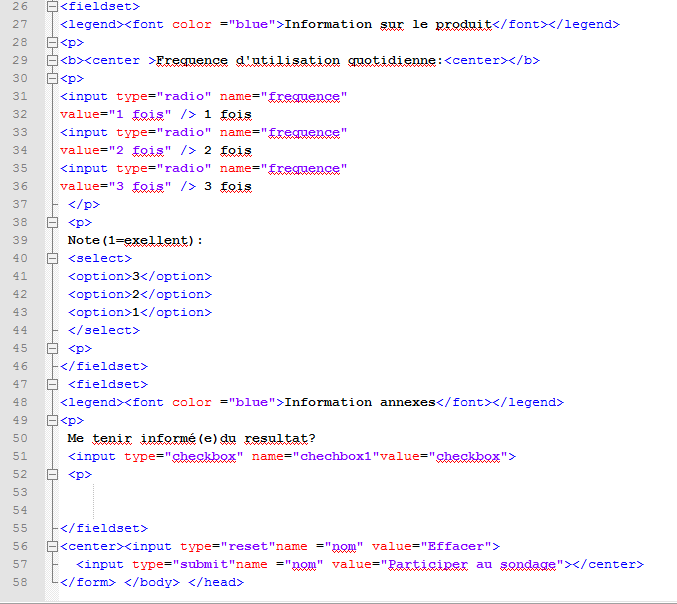 26 <fieldset>
27 <legend><font color ="blue">Information sur le produit</font></legend>
28 <p>
29 <b><center >Frequence d'utilisation quotidienne:<center></b>
30 <p>
31 <input type="radio" name="frequence"
32 value="1 fois" /> 1 fois
33 <input type="radio" name="frequence"
34 value="2 fois" /> 2 fois
35 <input type="radio" name="frequence"
36 value="3 fois" /> 3 fois
37 </p>
38 <p>
39 Note(1=exellent):
40 <select>
41 <option>3</option>
42 <option>2</option>
43 <option>1</option>
44 </select>
45 <p>
46 </fieldset>
47 <fieldset>
48 <legend><font color ="blue">Information annexes</font></legend>
49 <p>
50 Me tenir informé(e)du resultat?
51 <input type="checkbox" name="chechbox1"value="checkbox">
52 <p>
53
54
55 </fieldset>
56 <center><input type="reset"name ="nom" value="Effacer">
57 <input type="submit"name ="nom" value="Participer au sondage"></center>
58 </form> </body> </head>